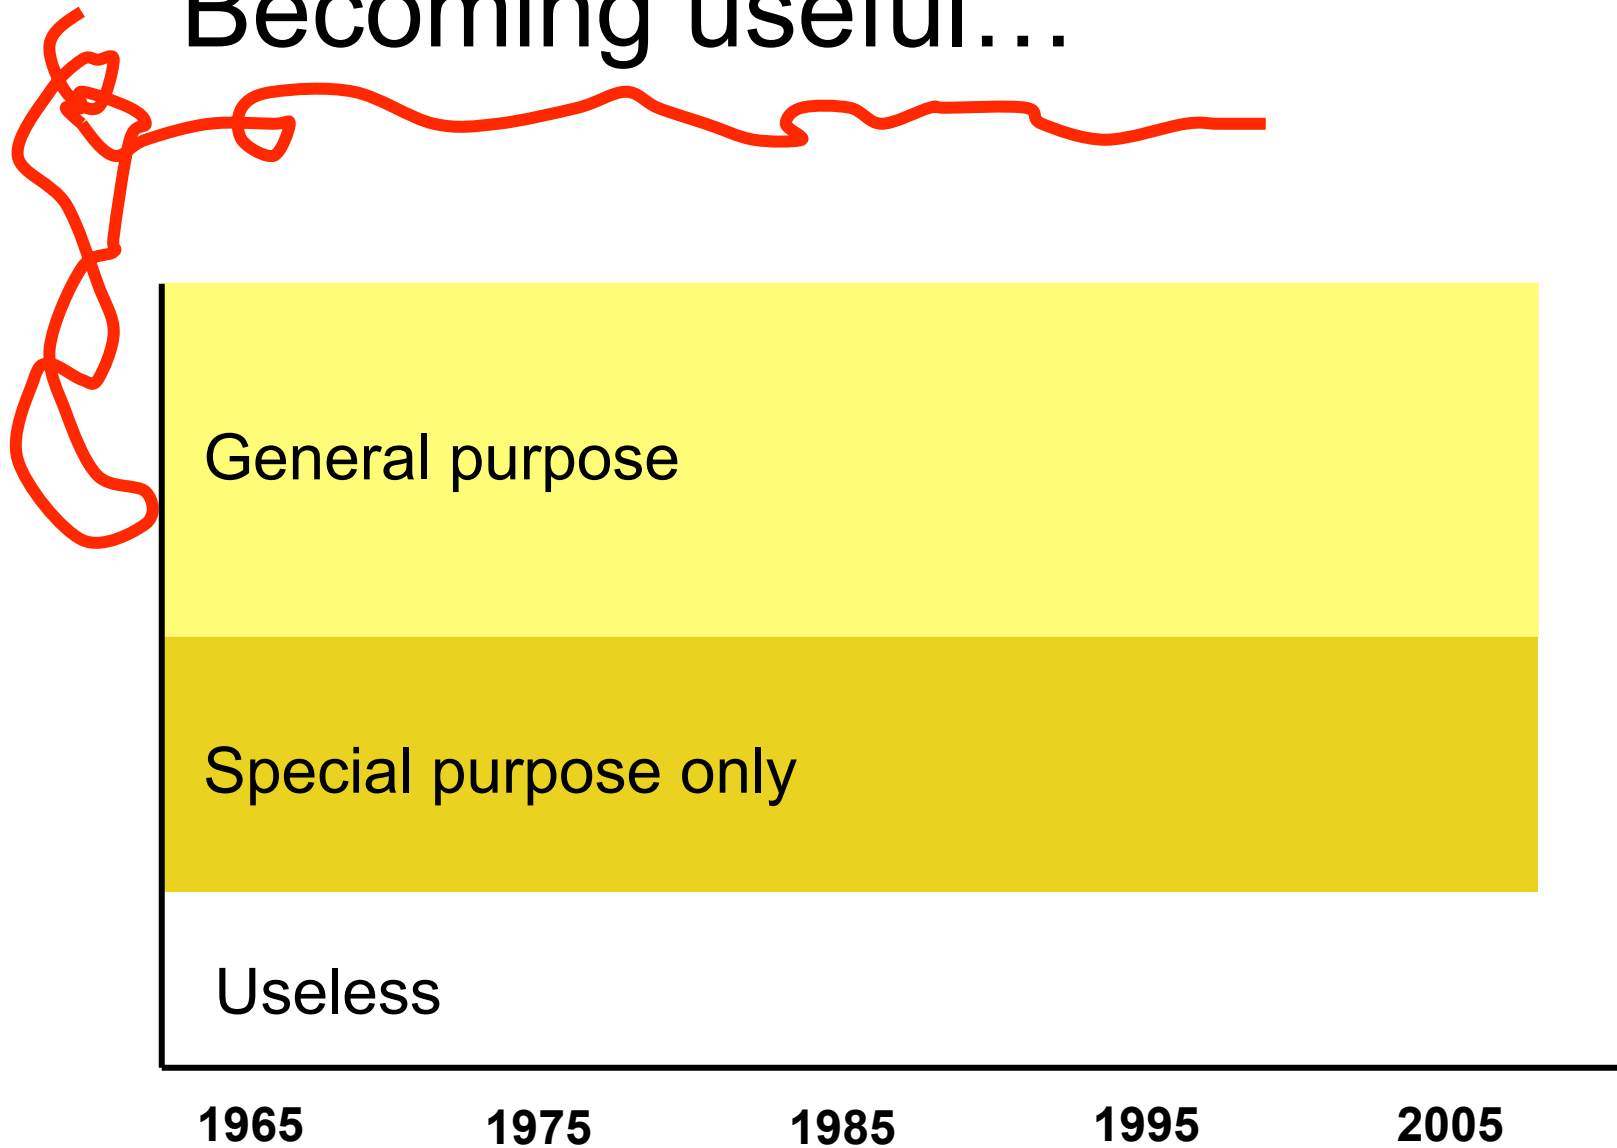 Becoming useful…
General purpose
Special purpose only
Useless
1965 1975 1985 1995 2005